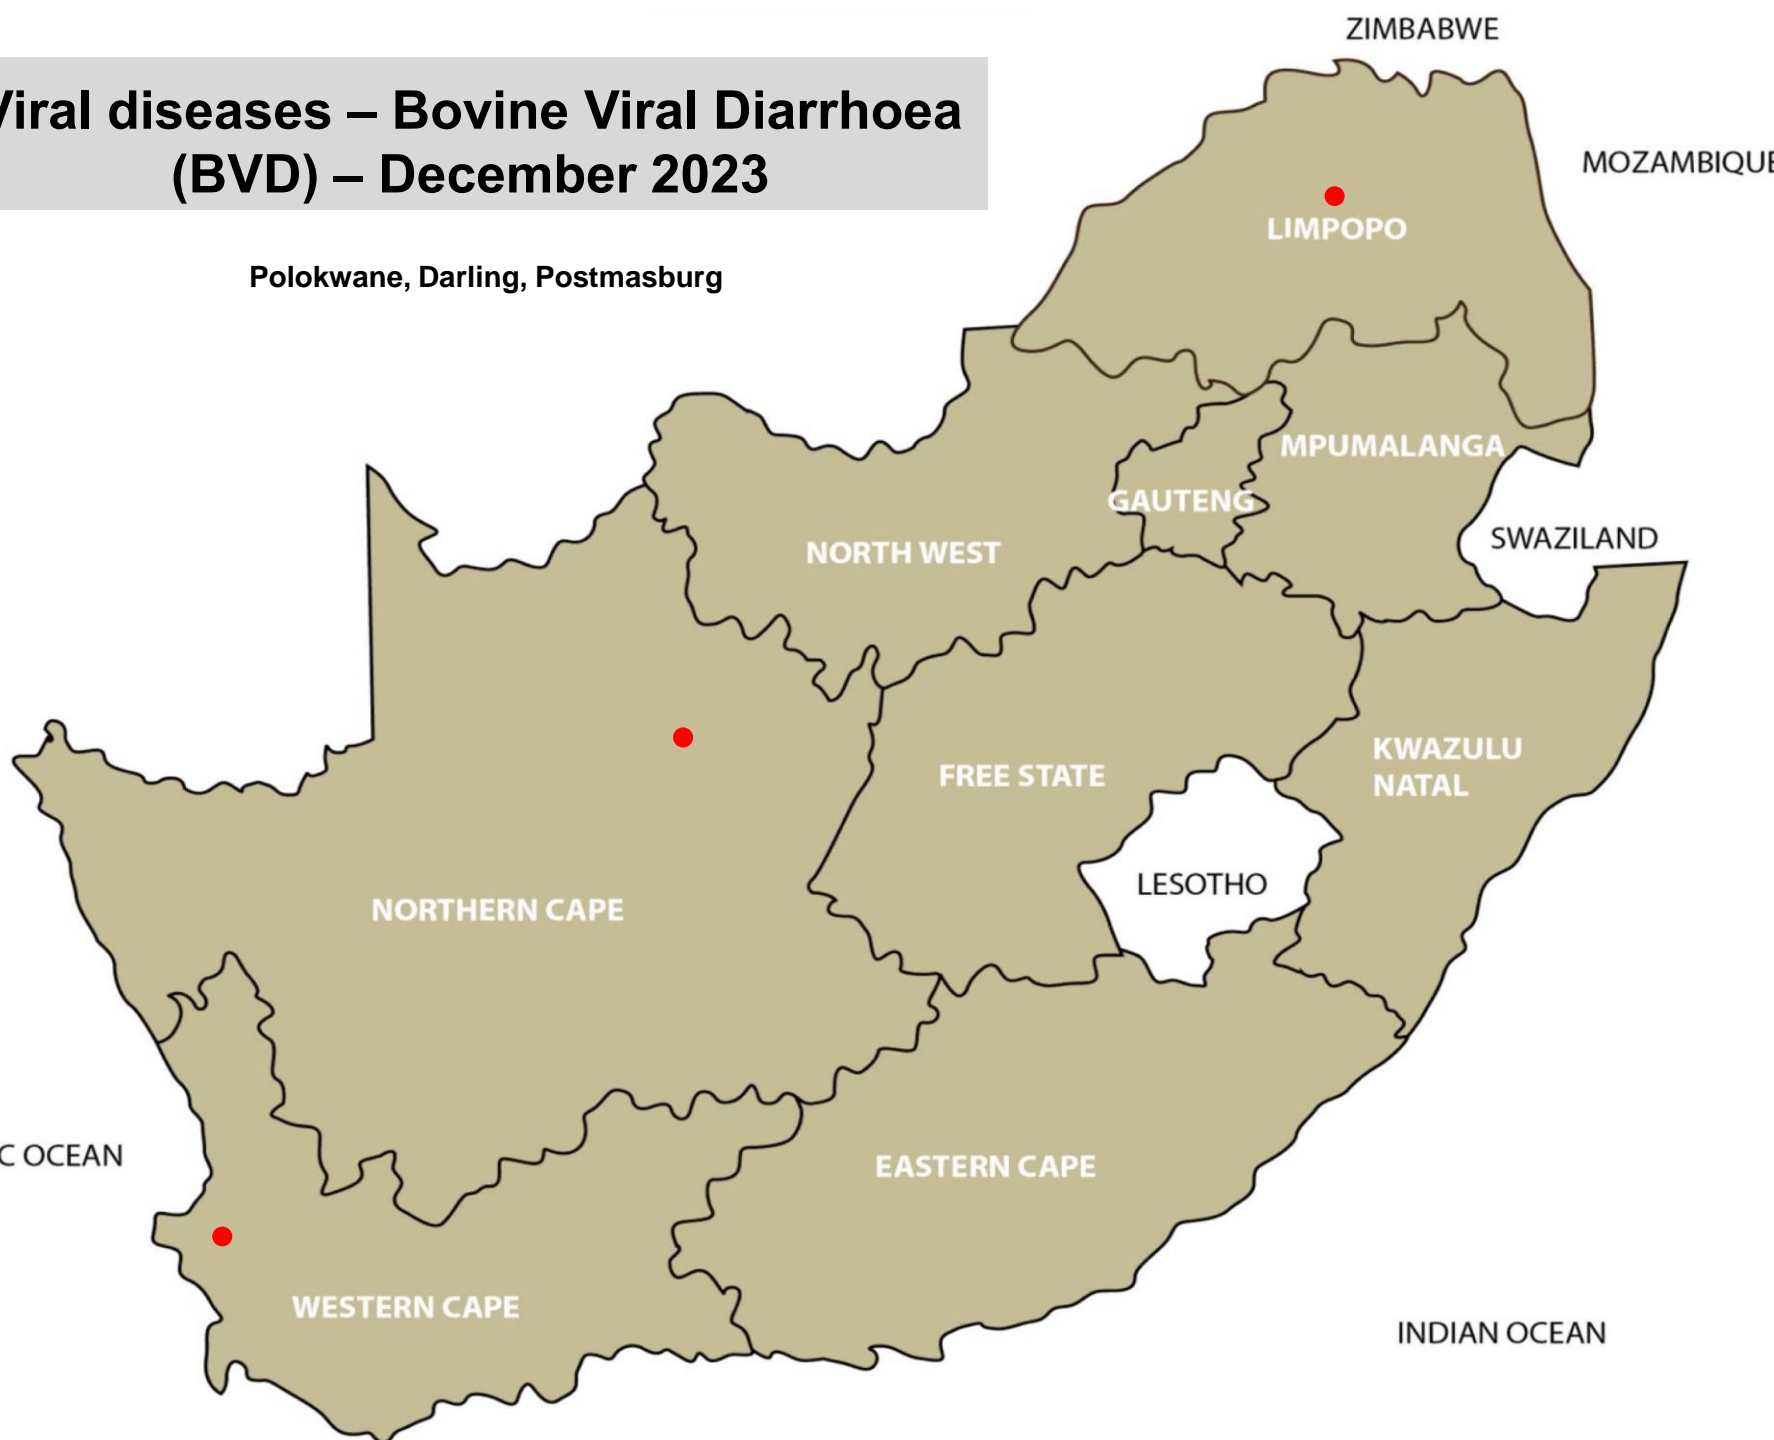 Viral diseases – Bovine Viral Diarrhoea
(BVD) – December 2023
Polokwane, Darling, Postmasburg
ZIMBABWE
MOZAMBIQUE
LIMPOPO
MPUMALANGA
GAUTENG
SWAZILAND
NORTH WEST
KWAZULU
NATAL
FREE STATE
LESOTHO
NORTHERN CAPE
C OCEAN
EASTERN CAPE
WESTERN CAPE
INDIAN OCEAN